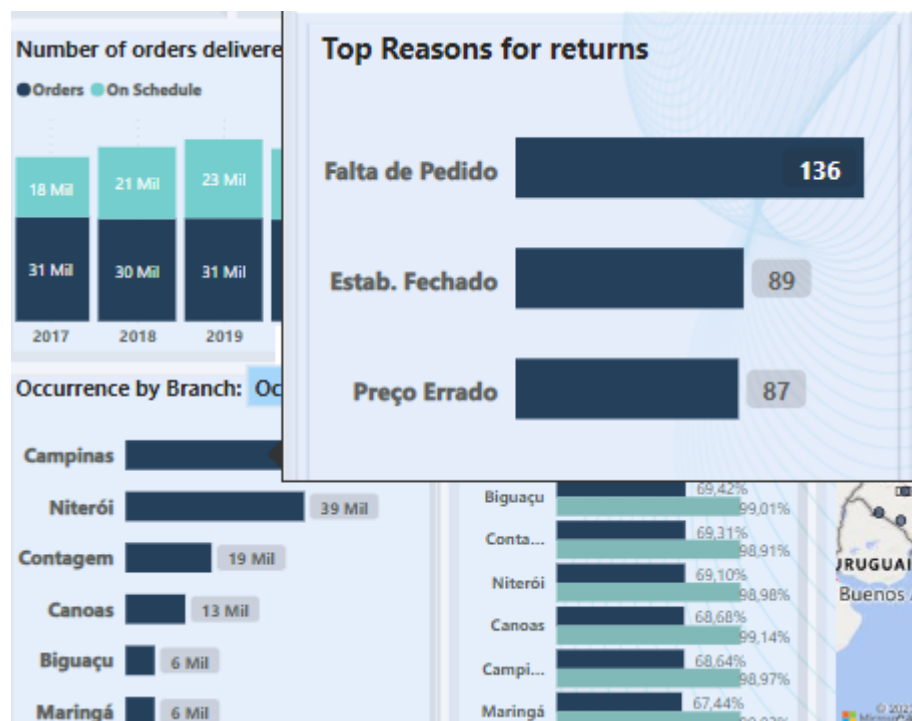 Number of orders delivere
Orders On Schedule
18 Mil
21 Mil
23 Mil
31 Mil
30 Mil
31 Mil
2017
2018
2019
Top Reasons for returns
Falta de Pedido
136
Estab. Fechado
89
Preço Errado
87
Occurrence by Branch: Oc
Campinas
Niterói
39 Mil
Contagem
19 Mil
Canoas
13 Mil
Biguaçu
6 Mil
Maringá
6 Mil
Biguaçu
69,42%
99,01%
Conta...
69,31%
98,91%
Niterói
69,10%
98,98%
Canoas
68,68%
99,14%
Campi...
68,64%
98,97%
Maringá
67,44%
URUGUAI
Buenos